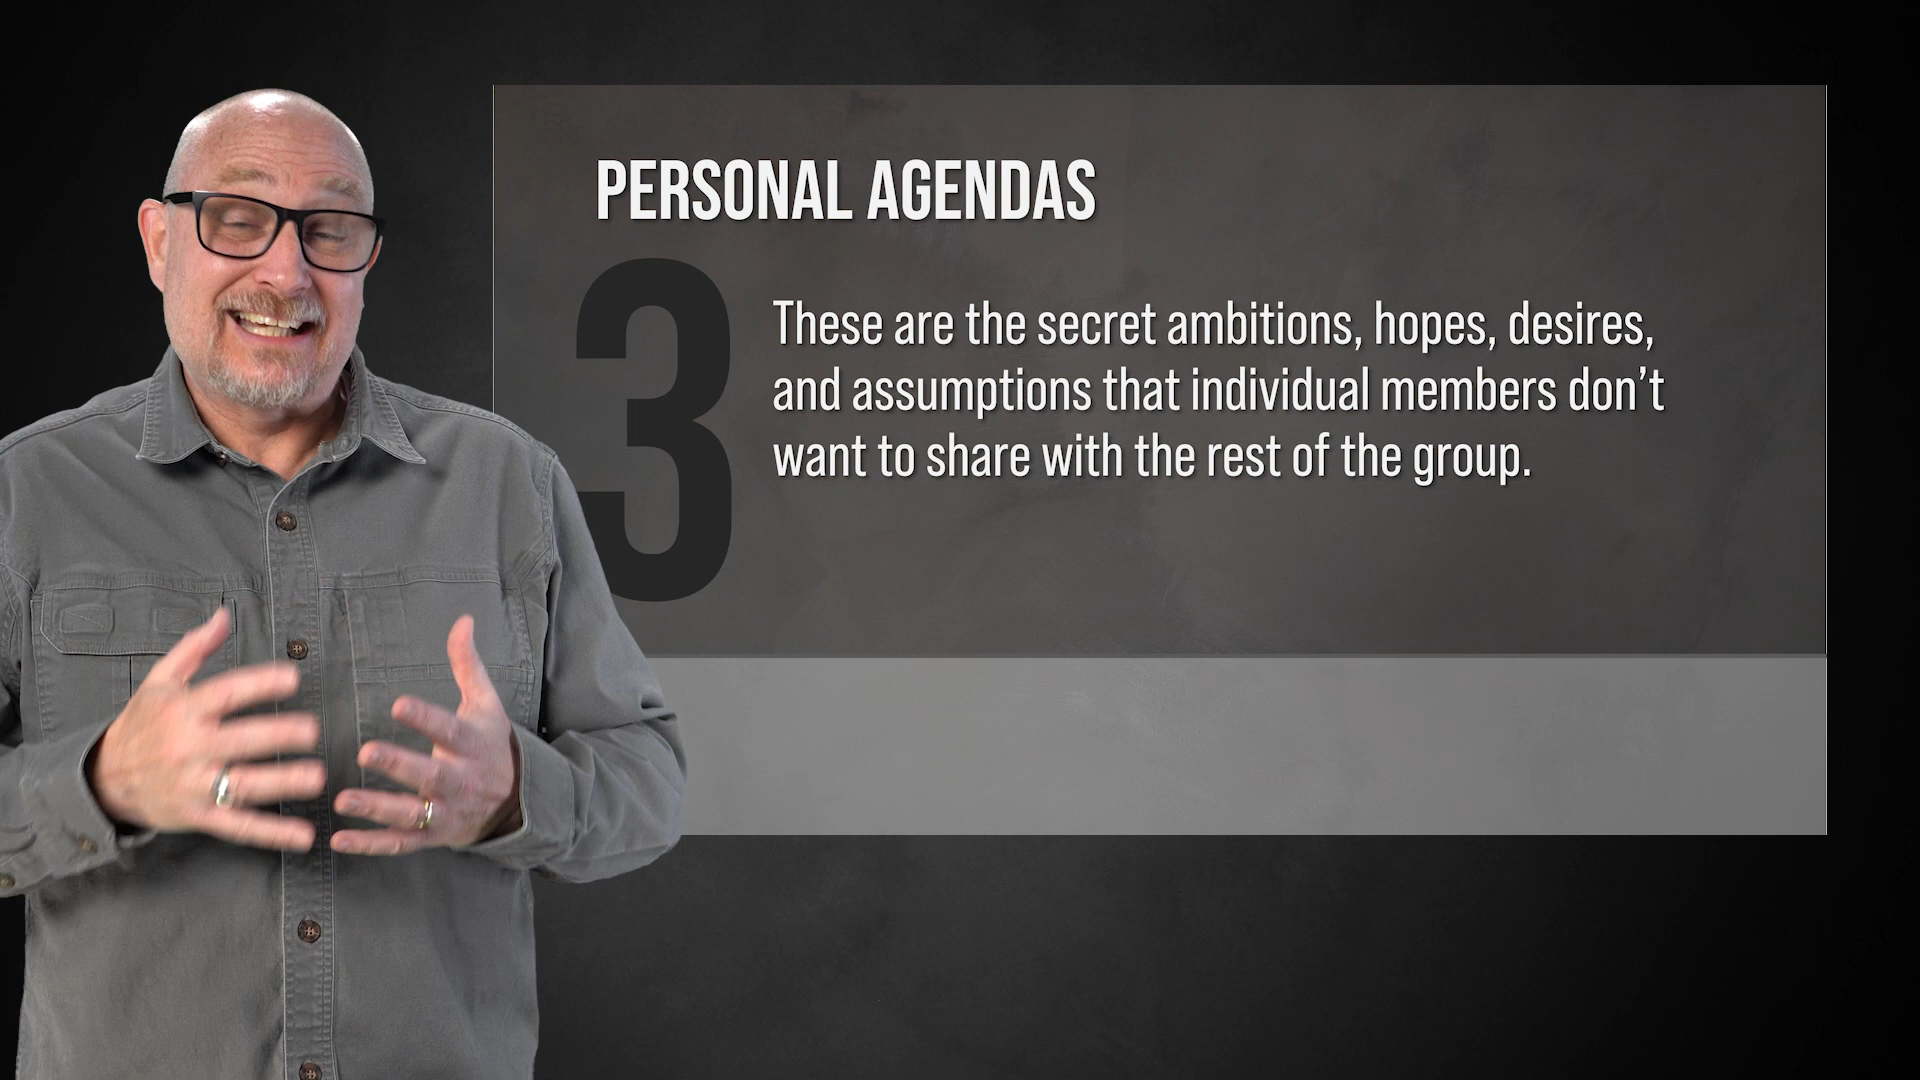 PERSONAL AGENDAS
3
These are the secret ambitions, hopes, desires,
and assumptions that individual members don’t
want to share with the rest of the group.